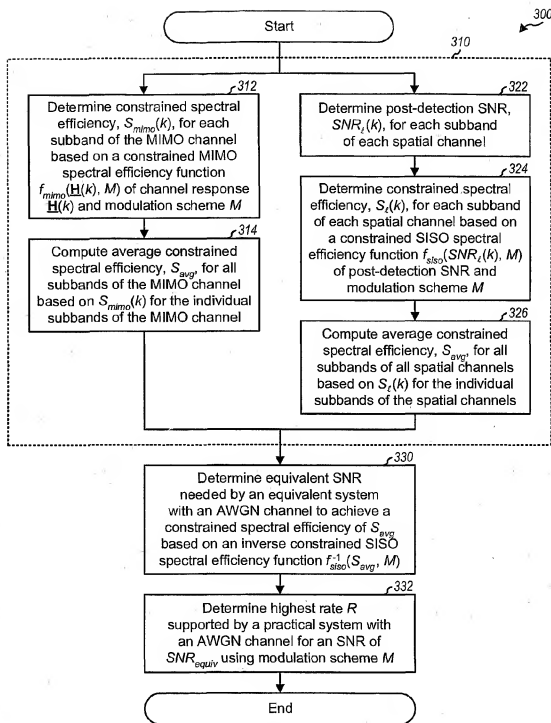 300
Start
310
312
Determine constrained spectral
efficiency, S_mimo(k), for each
subband of the MIMO channel
based on a constrained MIMO
spectral efficiency function
f_mimo(H(k), M) of channel response
H(k) and modulation scheme M
314
Compute average constrained
spectral efficiency, S_avg, for all
subbands of the MIMO channel
based on S_mimo(k) for the individual
subbands of the MIMO channel
322
Determine post-detection SNR,
SNR_ℓ(k), for each subband
of each spatial channel
324
Determine constrained spectral
efficiency, S_ℓ(k), for each subband
of each spatial channel based on
a constrained SISO spectral
efficiency function f_siso(SNR_ℓ(k), M)
of post-detection SNR and
modulation scheme M
326
Compute average constrained
spectral efficiency, S_avg, for all
subbands of all spatial channels
based on S_ℓ(k) for the individual
subbands of the spatial channels
330
Determine equivalent SNR
needed by an equivalent system
with an AWGN channel to achieve a
constrained spectral efficiency of S_avg
based on an inverse constrained SISO
spectral efficiency function f⁻¹_siso(S_avg, M)
332
Determine highest rate R
supported by a practical system with
an AWGN channel for an SNR of
SNR_equiv using modulation scheme M
End